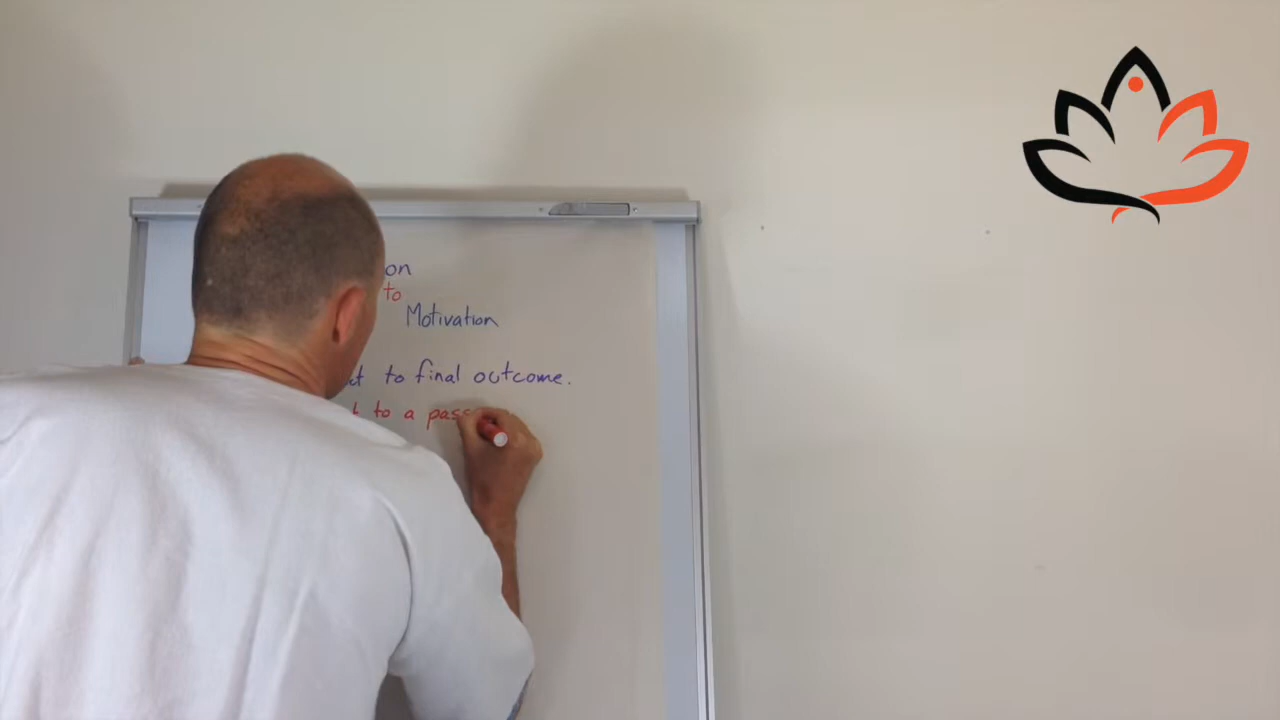 on
to
Motivation
to final outcome.
to a pass